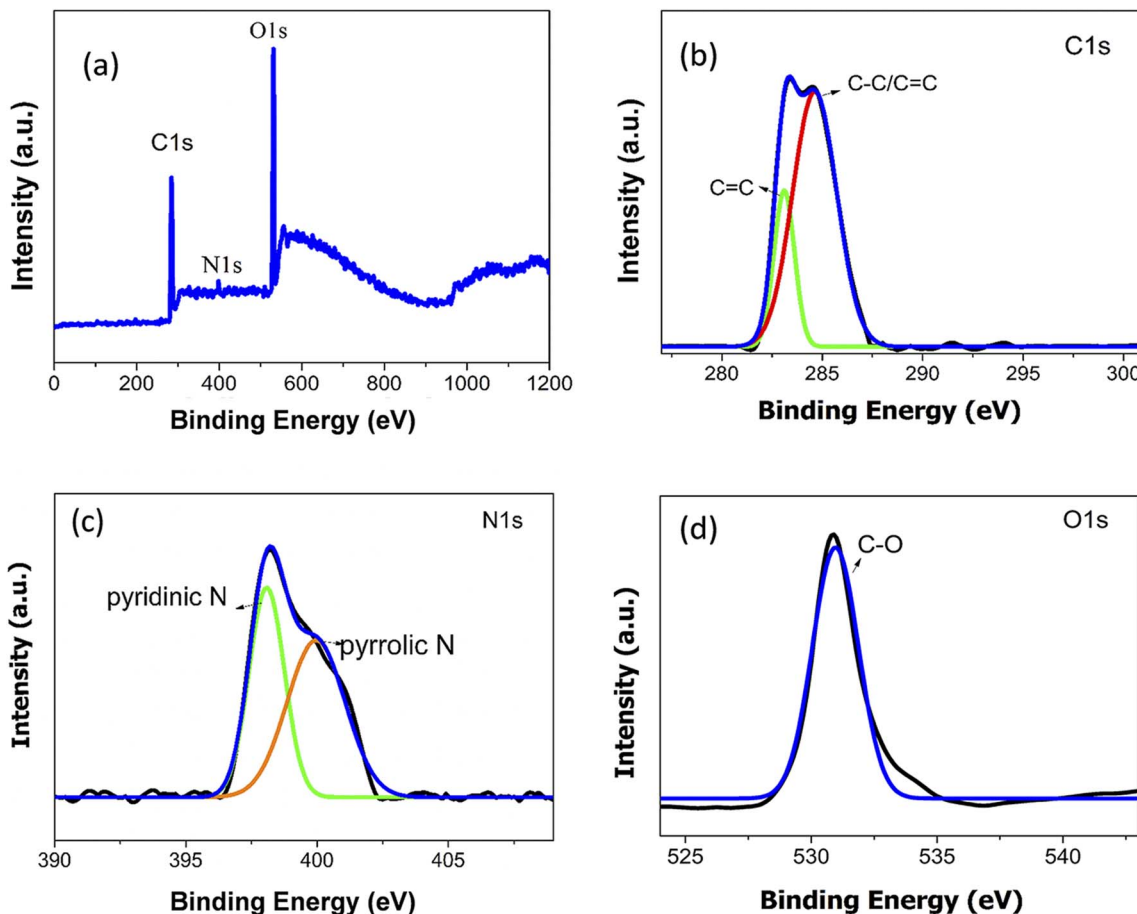 (a)
O1s
C1s
N1s
Intensity (a.u.)
0 200 400 600 800 1000 1200
Binding Energy (eV)
(b)
C1s
C-C/C=C
C=C
Intensity (a.u.)
280 285 290 295 300
Binding Energy (eV)
(c)
N1s
pyridinic N
pyrrolic N
Intensity (a.u.)
390 395 400 405
Binding Energy (eV)
(d)
O1s
C-O
Intensity (a.u.)
525 530 535 540
Binding Energy (eV)